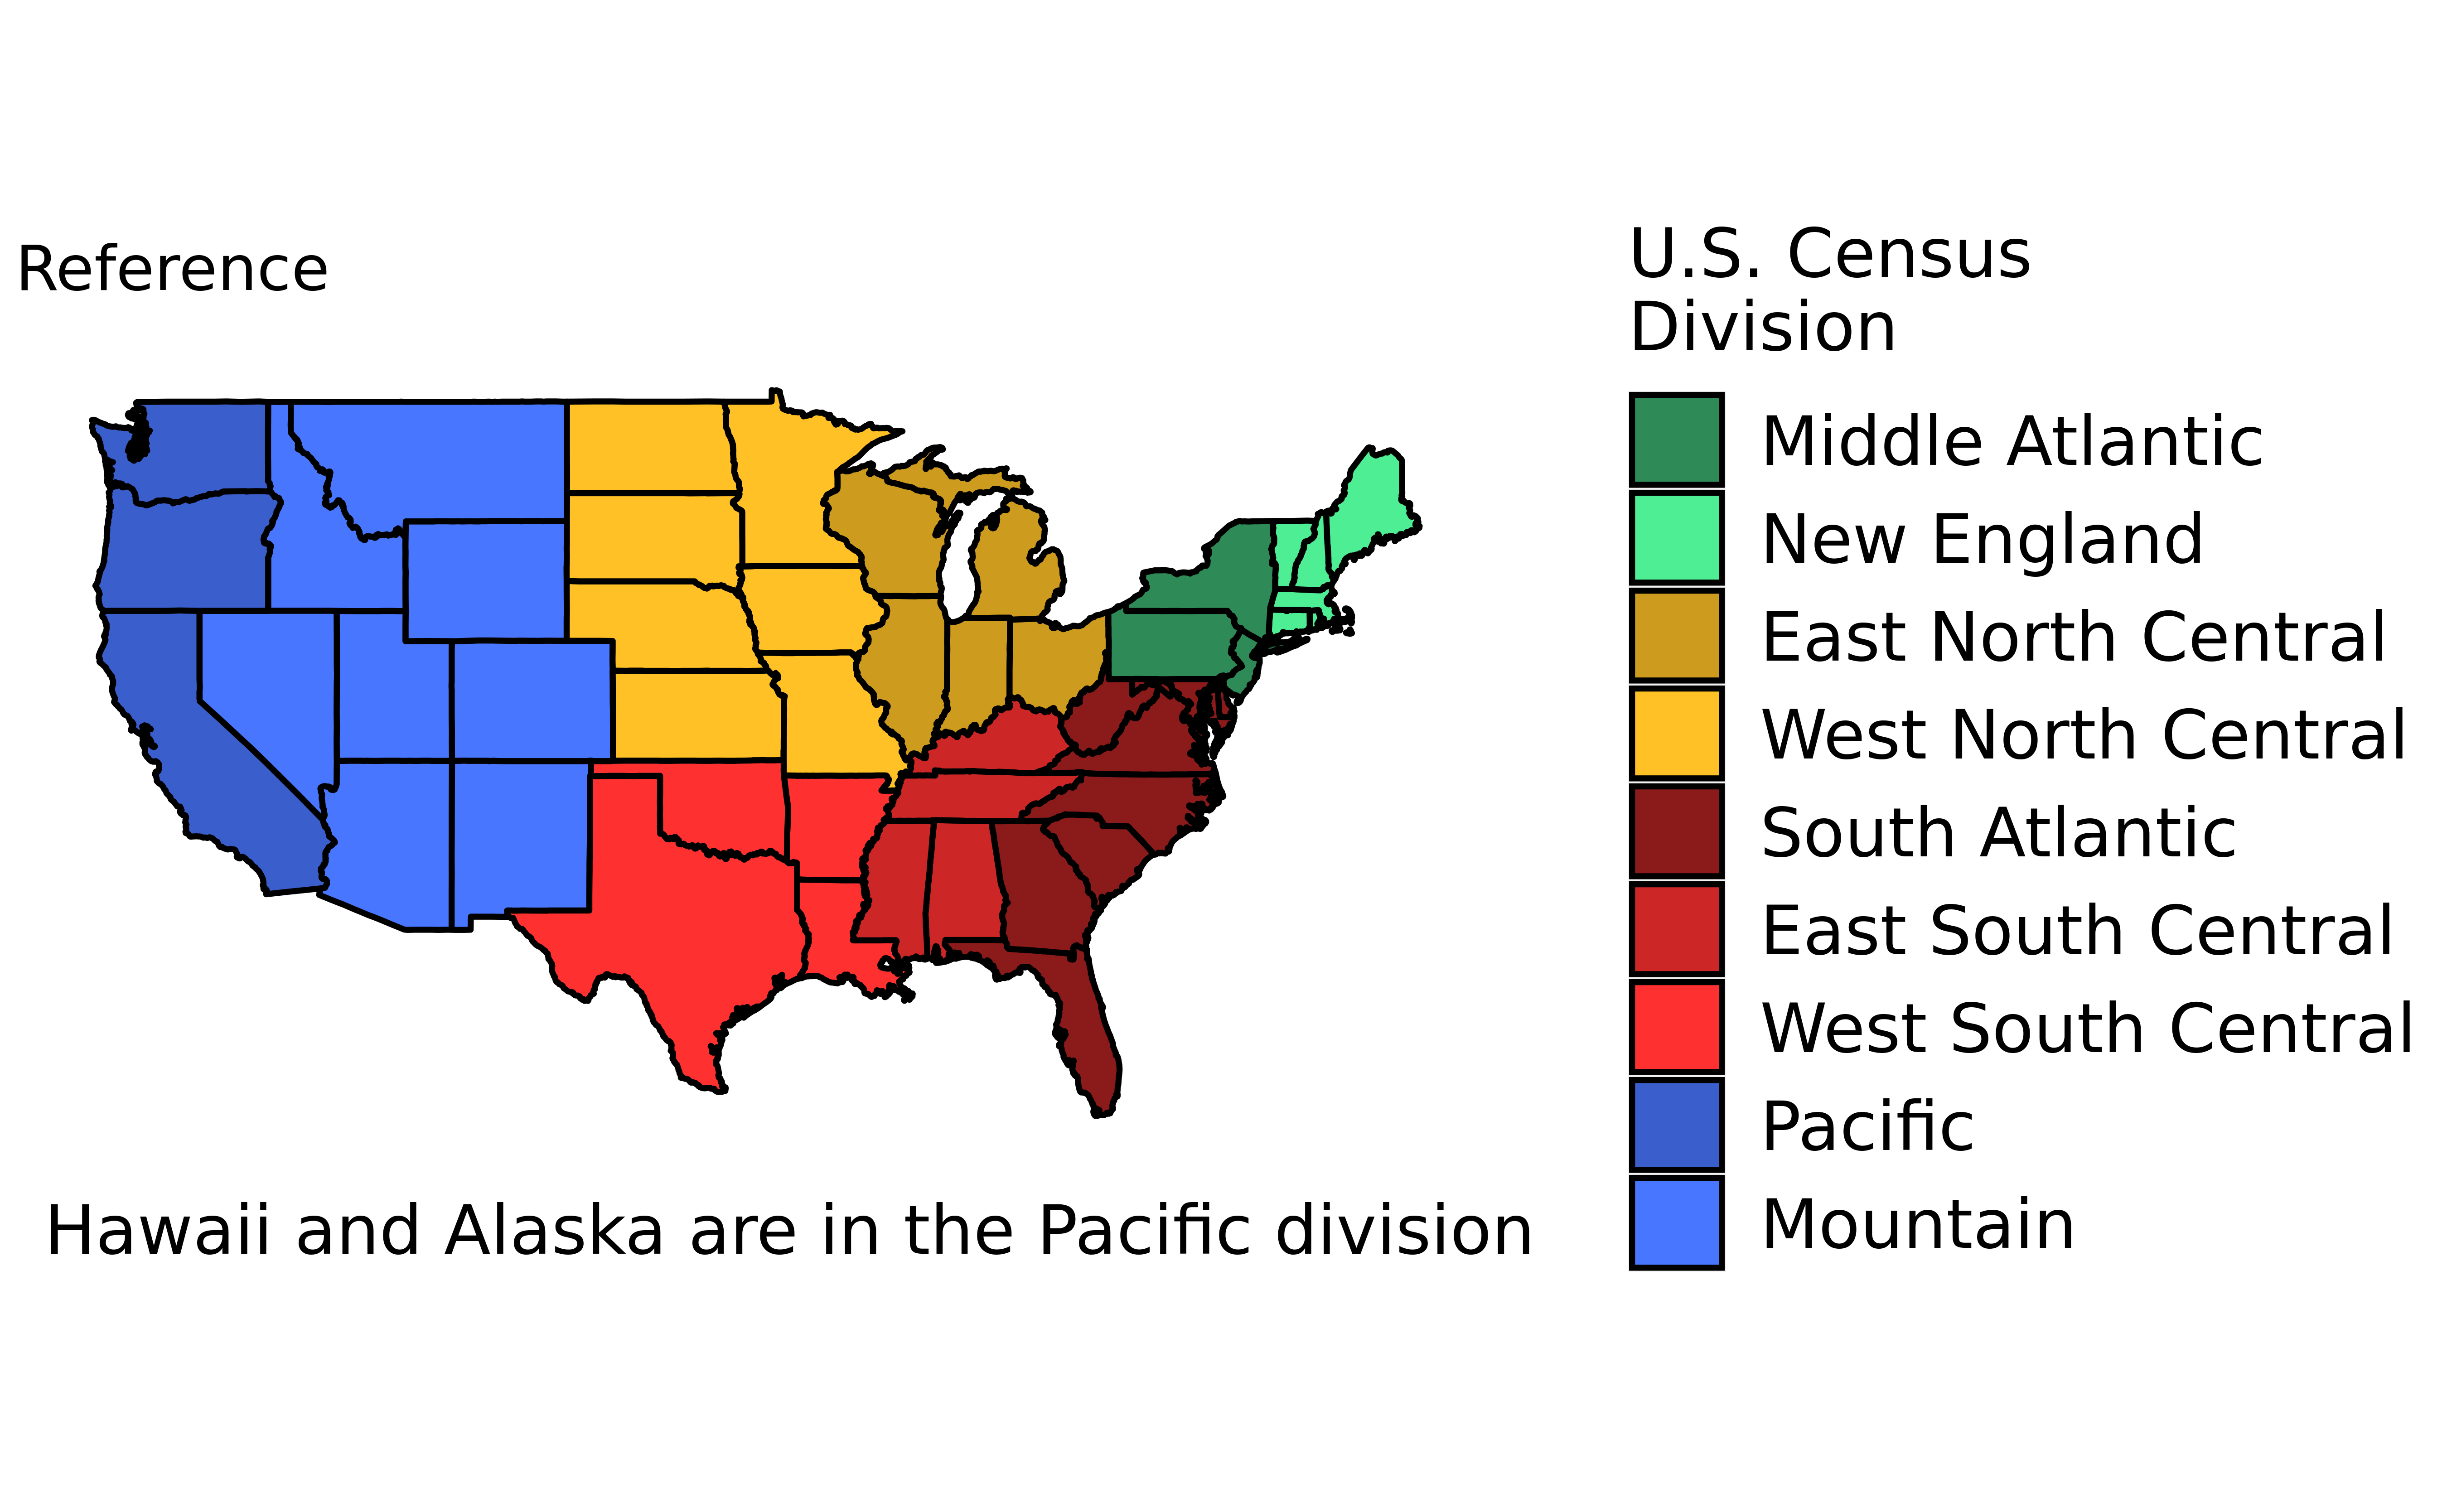 Reference
U.S. Census
Division
Middle Atlantic
New England
East North Central
West North Central
South Atlantic
East South Central
West South Central
Pacific
Mountain
Hawaii and Alaska are in the Pacific division